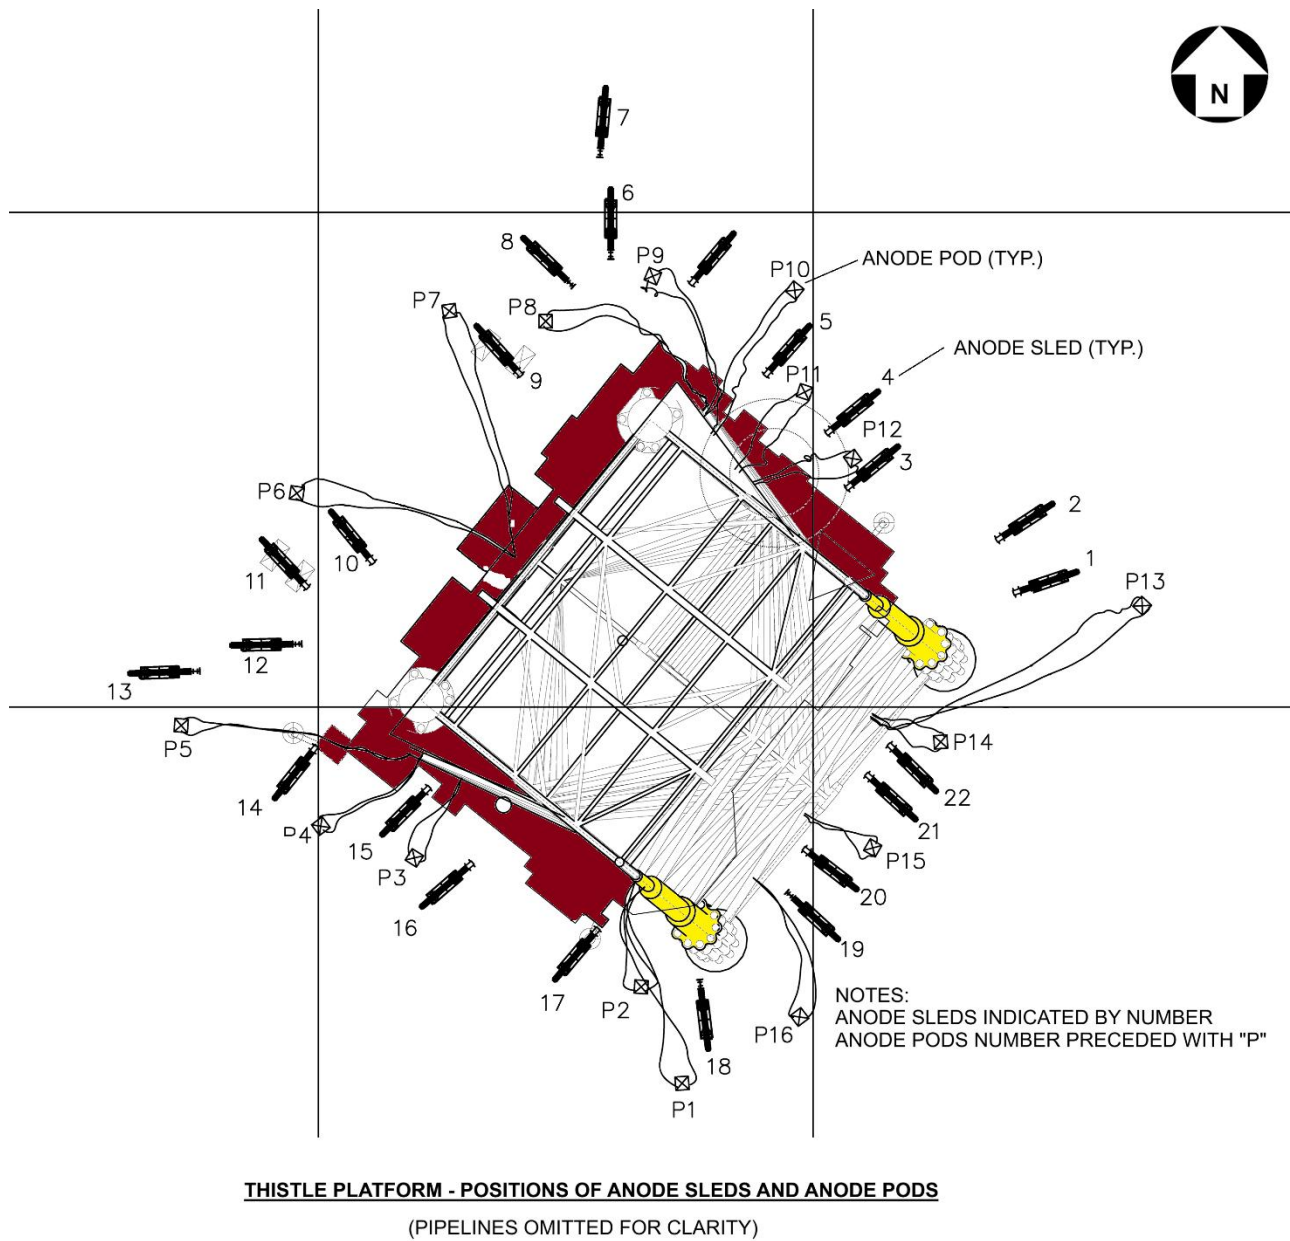 N
7
6
8
P9
P10
ANODE POD (TYP.)
P7
P8
5
ANODE SLED (TYP.)
9
P11
4
P12
3
P6
2
10
11
1
P13
12
13
P5
P14
14
22
P4
15
21
P3
P15
16
20
19
17
P2
NOTES:
ANODE SLEDS INDICATED BY NUMBER
ANODE PODS NUMBER PRECEDED WITH "P"
P16
18
P1
THISTLE PLATFORM - POSITIONS OF ANODE SLEDS AND ANODE PODS
(PIPELINES OMITTED FOR CLARITY)